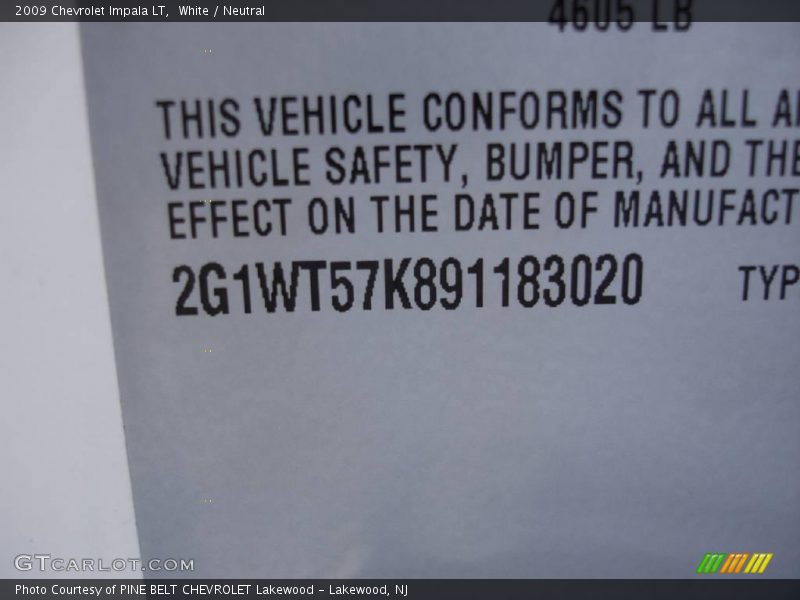 2009 Chevrolet Impala LT, White / Neutral
4605 LB
THIS VEHICLE CONFORMS TO ALL A
VEHICLE SAFETY, BUMPER, AND THE
EFFECT ON THE DATE OF MANUFACT
2G1WT57K891183020 TYP
GTCARLOT.COM
Photo Courtesy of PINE BELT CHEVROLET Lakewood – Lakewood, NJ